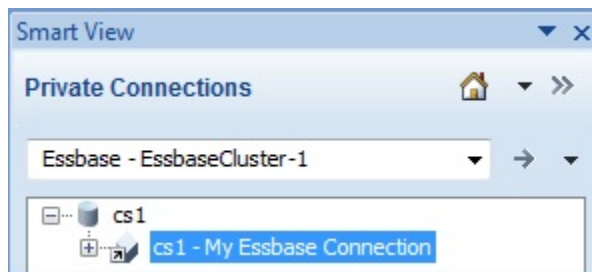 Smart View
Private Connections
Essbase - EssbaseCluster-1
cs1
cs1 - My Essbase Connection